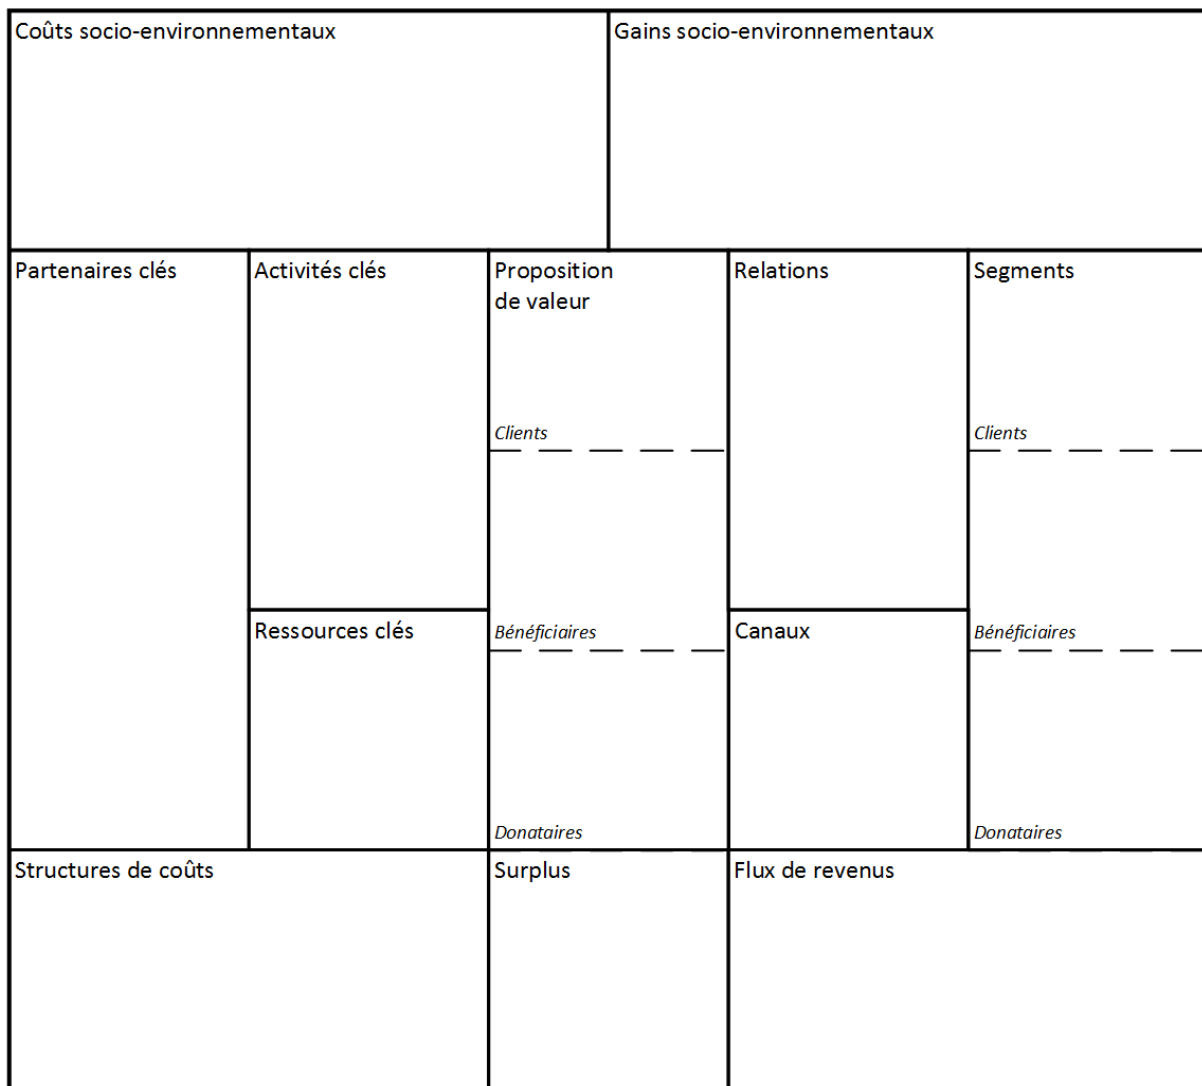 Coûts socio-environnementaux
Gains socio-environnementaux
Partenaires clés
Activités clés
Proposition
de valeur
Clients
Bénéficiaires
Donataires
Relations
Segments
Clients
Bénéficiaires
Donataires
Ressources clés
Canaux
Structures de coûts
Surplus
Flux de revenus